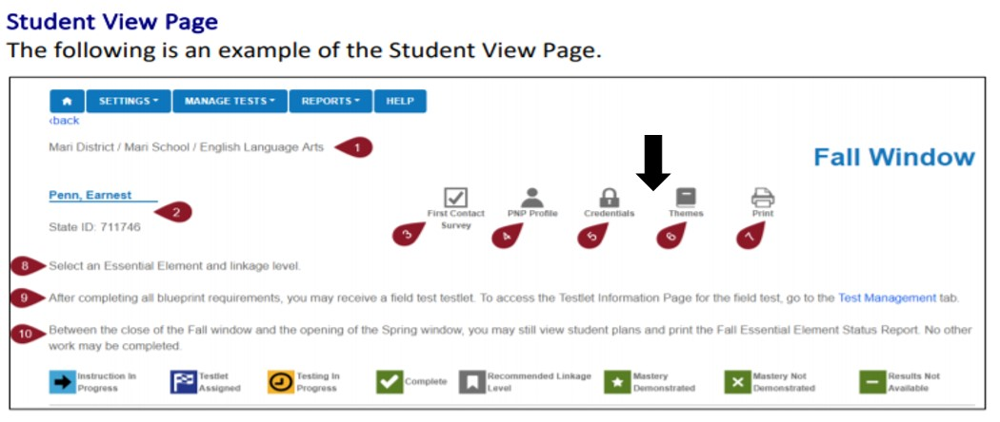 Student View Page
The following is an example of the Student View Page.
SETTINGS MANAGE TESTS REPORTS HELP
‹back
Mari District / Mari School / English Language Arts 1
Fall Window
Penn, Earnest
2
State ID: 711746
First Contact
Survey
PNP Profile
Credentials
Themes
Print
3 4 5 6 7
8 Select an Essential Element and linkage level.
9 After completing all blueprint requirements, you may receive a field test testlet. To access the Testlet Information Page for the field test, go to the Test Management tab.
10 Between the close of the Fall window and the opening of the Spring window, you may still view student plans and print the Fall Essential Element Status Report. No other
work may be completed.
Instruction In
Progress
Testlet
Assigned
Testing In
Progress
Complete
Recommended Linkage
Level
Mastery
Demonstrated
Mastery Not
Demonstrated
Results Not
Available